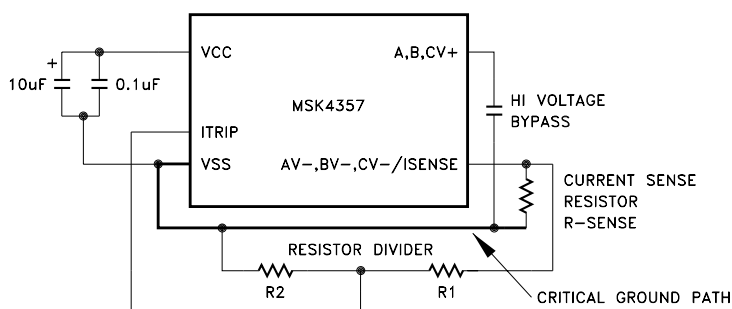 VCC
A,B,CV+
+
10uF
0.1uF
MSK4357
HI VOLTAGE
BYPASS
ITRIP
VSS
AV-,BV-,CV-/ISENSE
CURRENT SENSE
RESISTOR
R-SENSE
RESISTOR DIVIDER
R2
R1
CRITICAL GROUND PATH